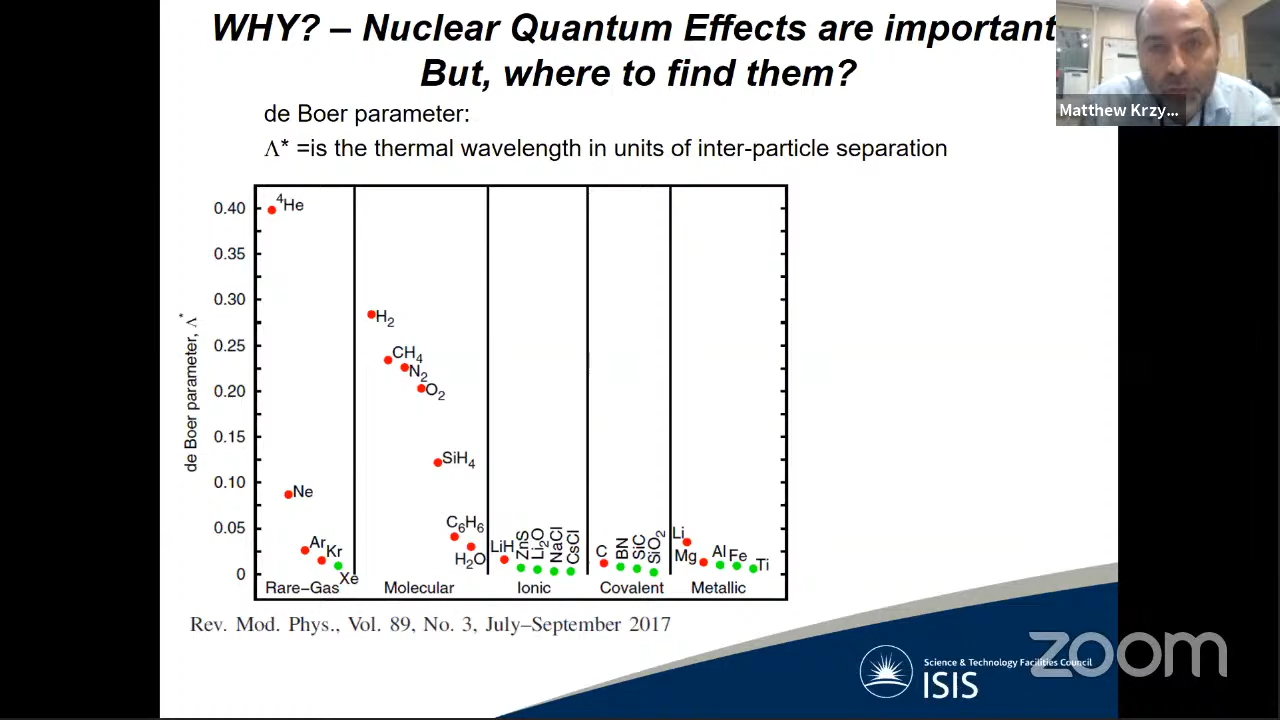 WHY? – Nuclear Quantum Effects are important
But, where to find them?
Matthew Krzy...
de Boer parameter:
Λ* =is the thermal wavelength in units of inter-particle separation
de Boer parameter, Λ*
0.40
0.35
0.30
0.25
0.20
0.15
0.10
0.05
0
⁴He
Ne
Ar
Kr
Xe
H₂
CH₄
N₂
O₂
SiH₄
C₆H₆
H₂O
LiH
ZnS
Li₂O
NaCl
CsCl
C
BN
SiC
SiO₂
Li
Mg
Al
Fe
Ti
Rare–Gas
Molecular
Ionic
Covalent
Metallic
Rev. Mod. Phys., Vol. 89, No. 3, July–September 2017
zoom
Science & Technology Facilities Council
ISIS